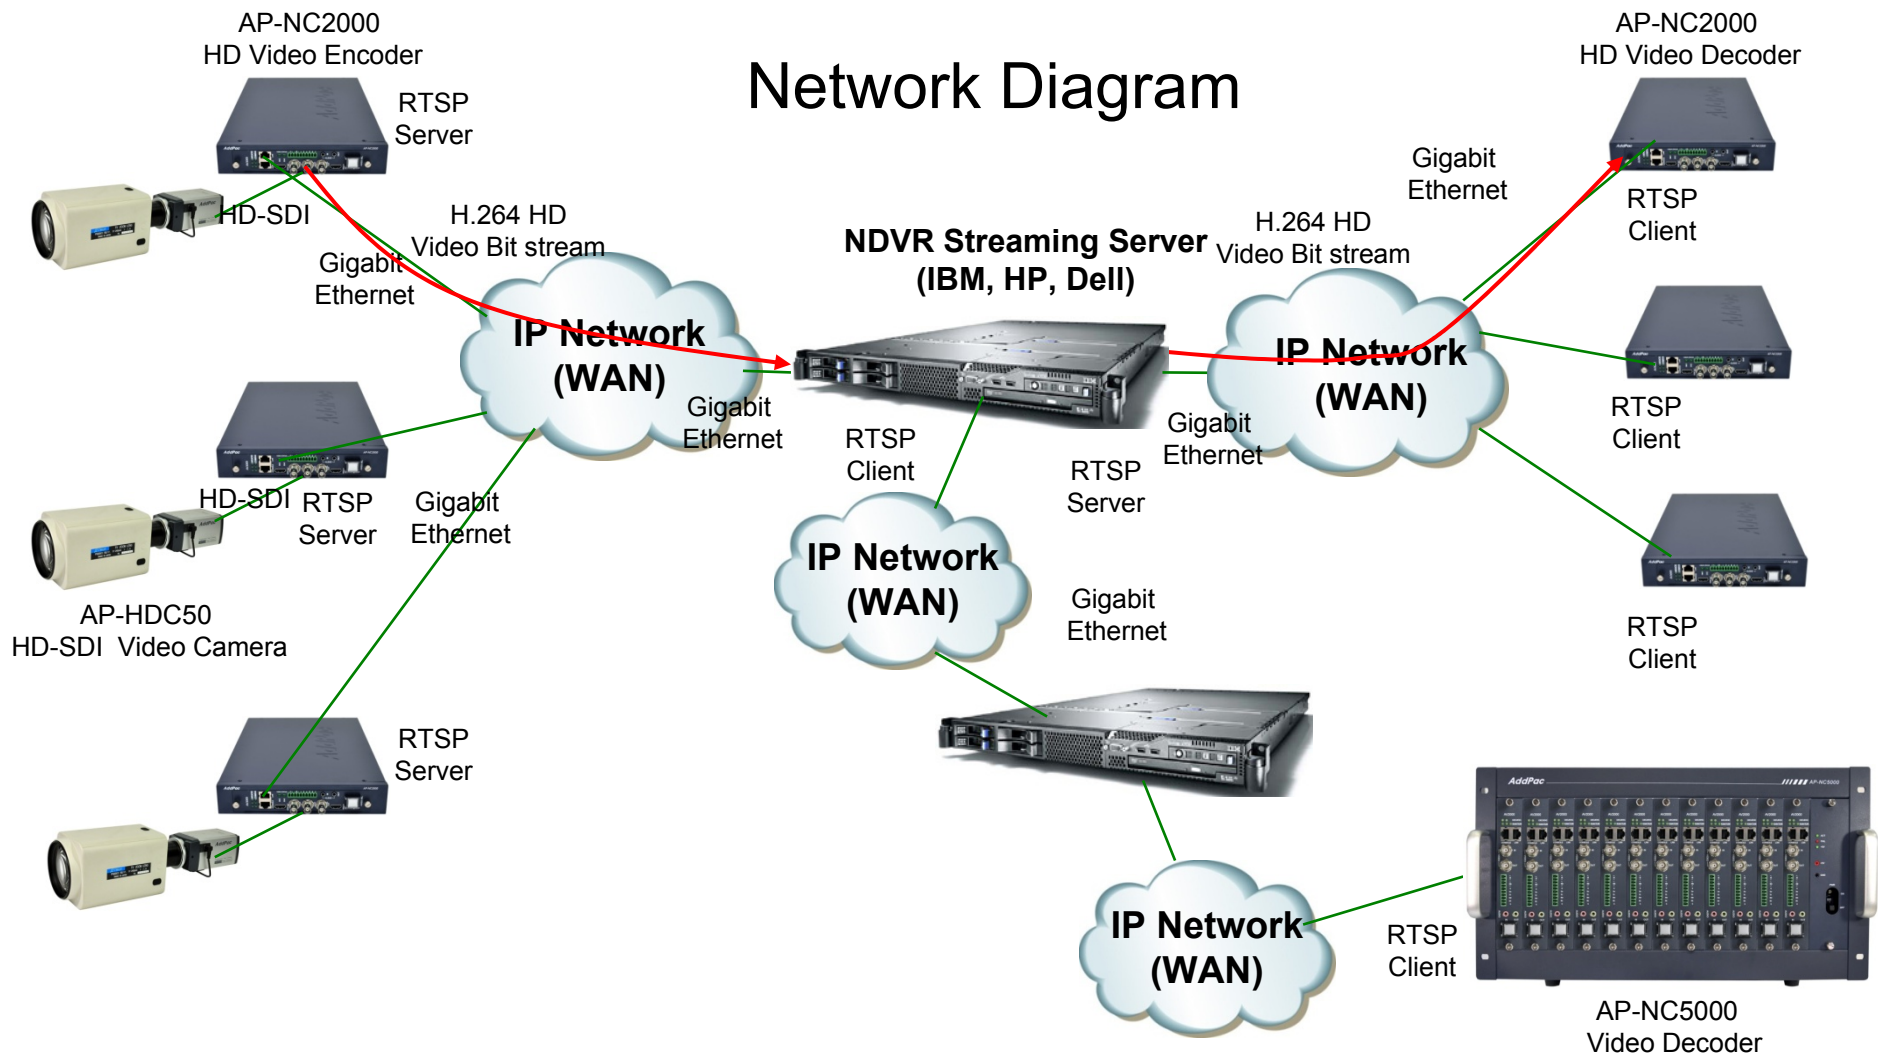 AP-NC2000
HD Video Encoder
RTSP
Server
Network Diagram
AP-NC2000
HD Video Decoder
Gigabit
Ethernet
RTSP
Client
HD-SDI
H.264 HD
Video Bit stream
Gigabit
Ethernet
NDVR Streaming Server
(IBM, HP, Dell)
H.264 HD
Video Bit stream
IP Network
(WAN)
IP Network
(WAN)
Gigabit
Ethernet
RTSP
Client
RTSP
Server
Gigabit
Ethernet
RTSP
Client
HD-SDI
RTSP
Server
Gigabit
Ethernet
IP Network
(WAN)
Gigabit
Ethernet
AP-HDC50
HD-SDI Video Camera
RTSP
Client
RTSP
Server
AddPac
AP-NC5000
IP Network
(WAN)
RTSP
Client
AP-NC5000
Video Decoder